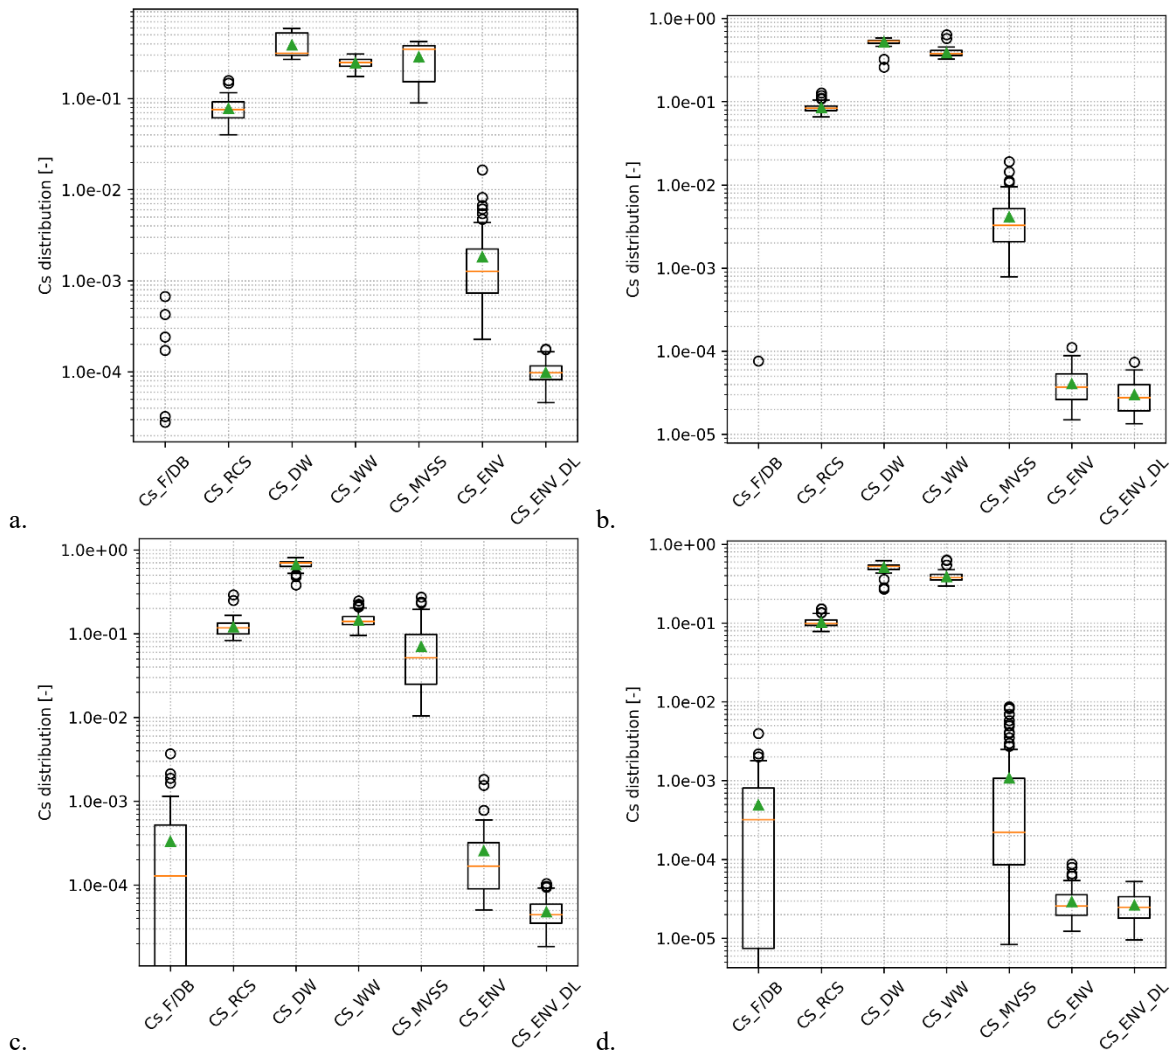 Cs distribution [-]
1.0e-01
1.0e-02
1.0e-03
1.0e-04
Cs_F/DB
CS_RCS
CS_DW
CS_WW
CS_MVSS
CS_ENV
CS_ENV_DL
a.
Cs distribution [-]
1.0e+00
1.0e-01
1.0e-02
1.0e-03
1.0e-04
1.0e-05
Cs_F/DB
CS_RCS
CS_DW
CS_WW
CS_MVSS
CS_ENV
CS_ENV_DL
b.
Cs distribution [-]
1.0e+00
1.0e-01
1.0e-02
1.0e-03
1.0e-04
Cs_F/DB
CS_RCS
CS_DW
CS_WW
CS_MVSS
CS_ENV
CS_ENV_DL
c.
Cs distribution [-]
1.0e+00
1.0e-01
1.0e-02
1.0e-03
1.0e-04
1.0e-05
Cs_F/DB
CS_RCS
CS_DW
CS_WW
CS_MVSS
CS_ENV
CS_ENV_DL
d.